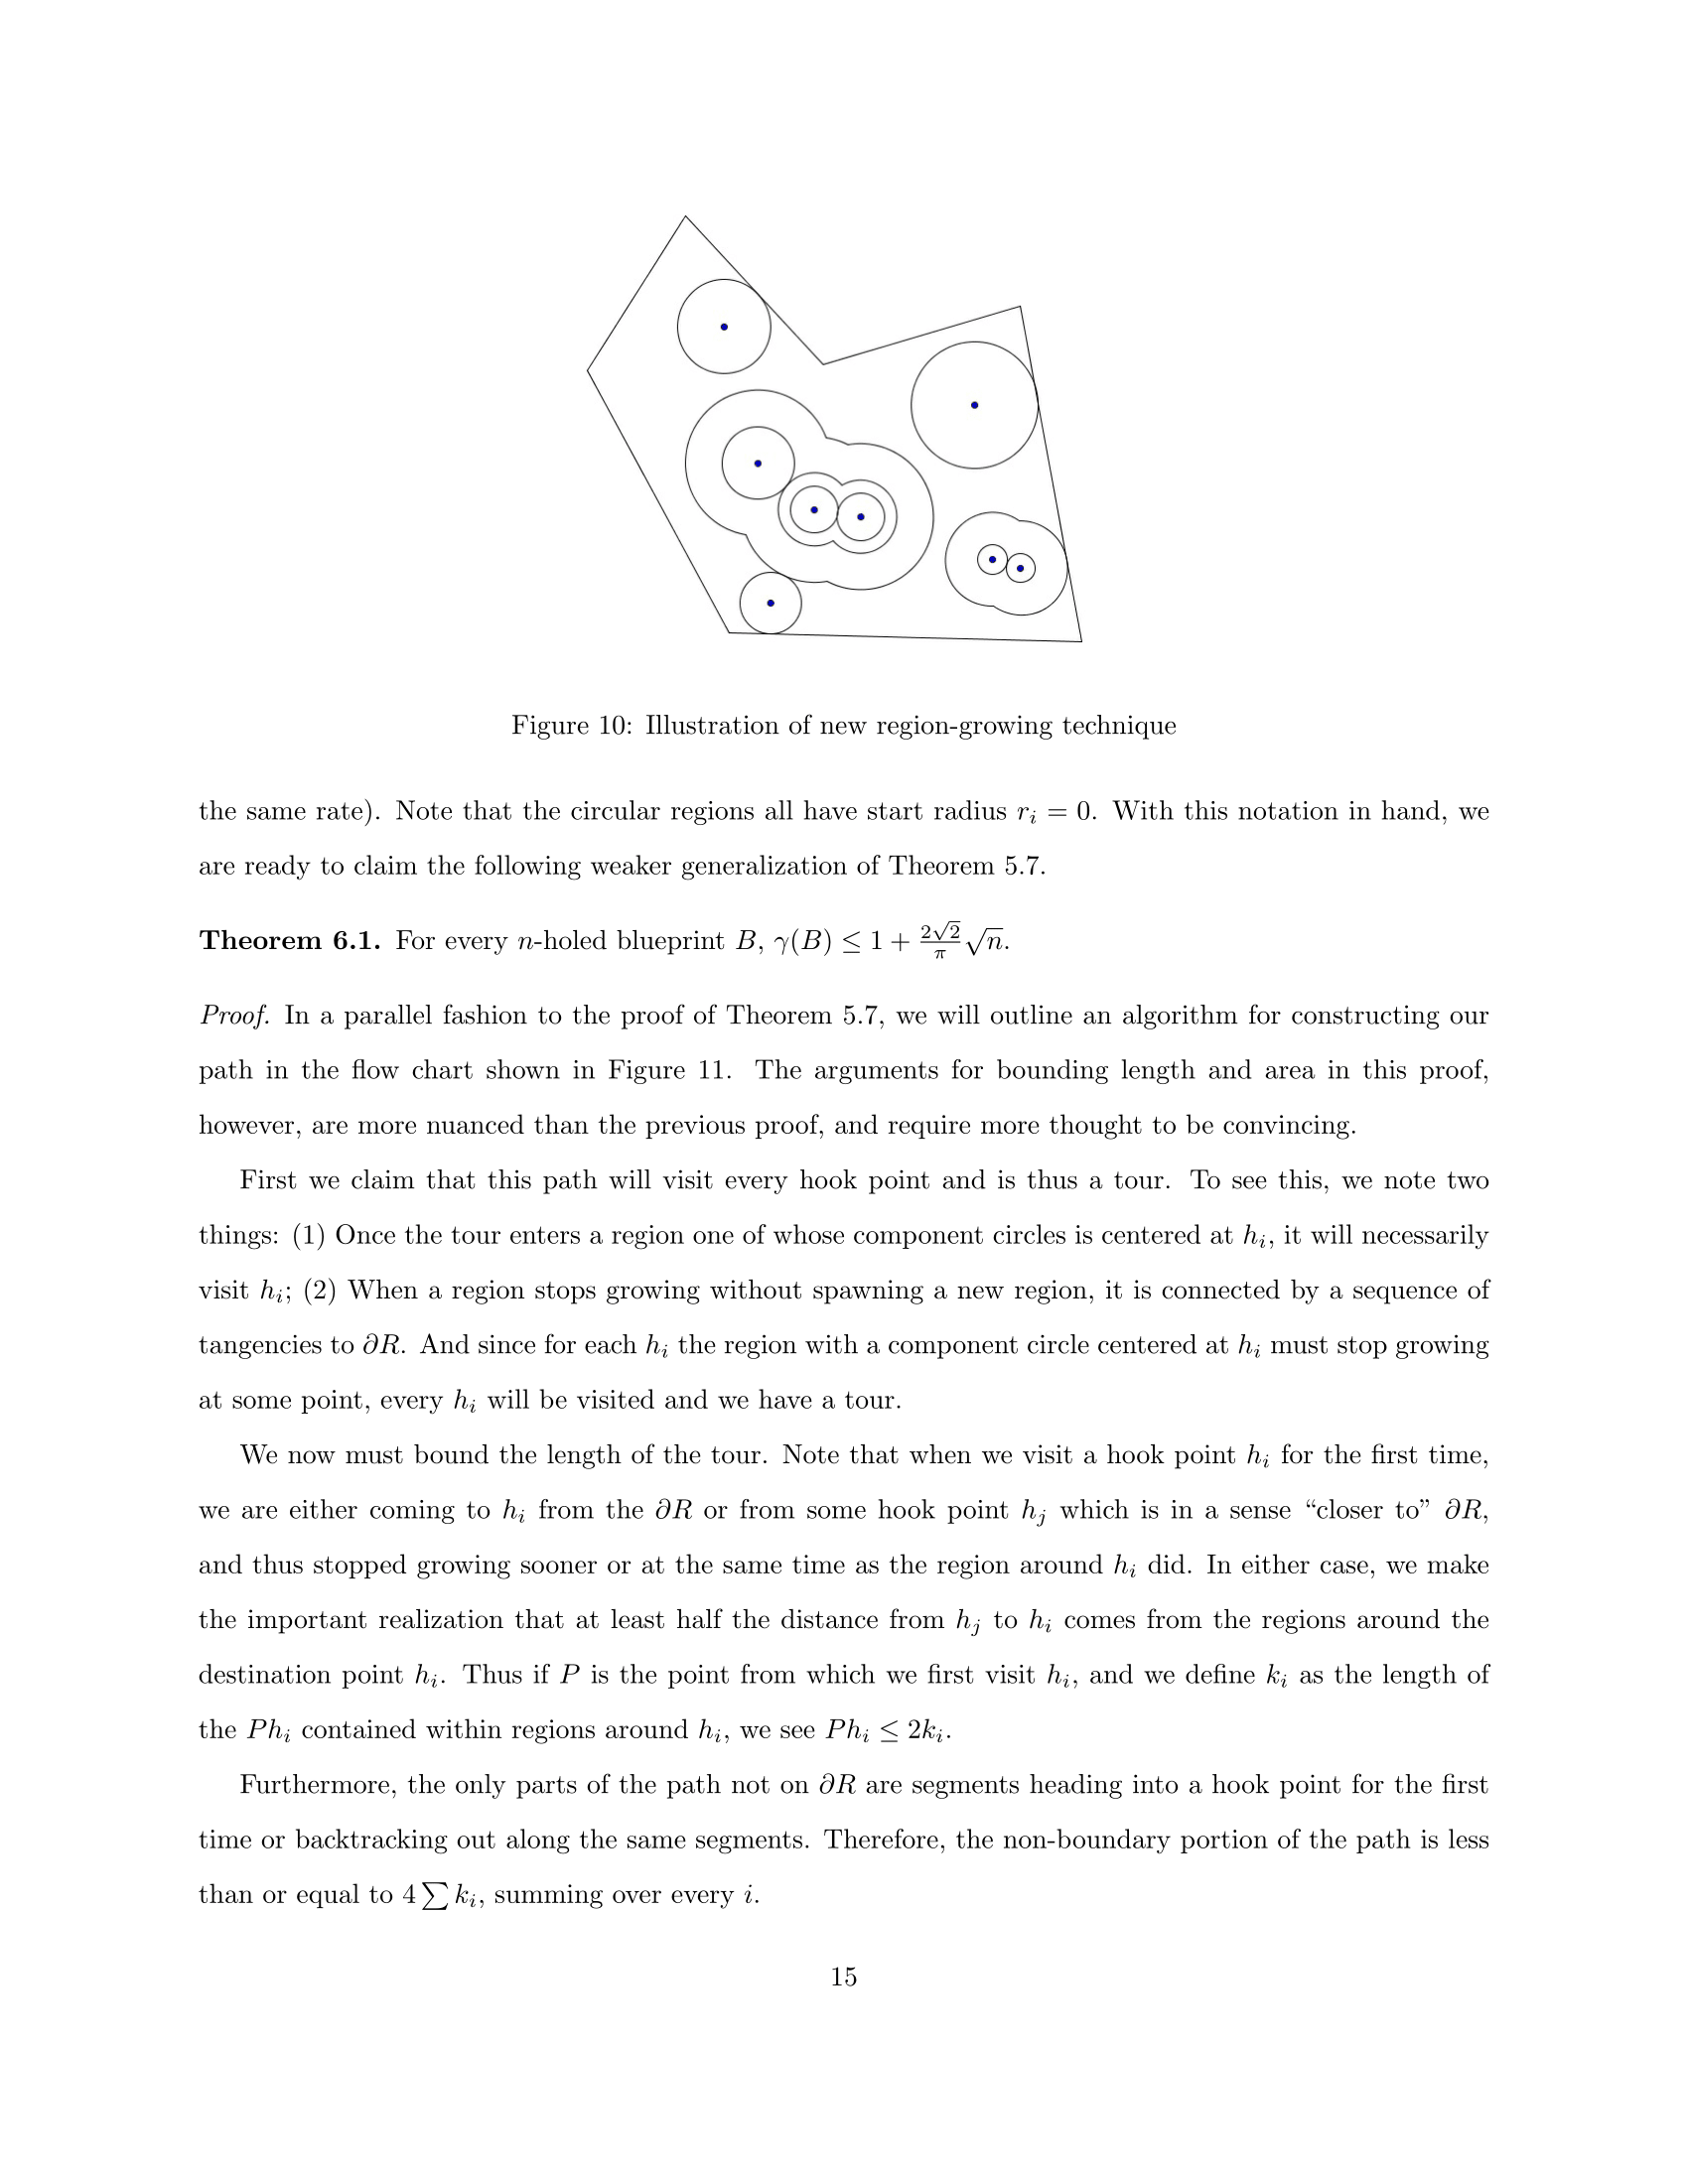 Figure 10: Illustration of new region-growing technique
the same rate). Note that the circular regions all have start radius $r_i = 0$. With this notation in hand, we
are ready to claim the following weaker generalization of Theorem 5.7.
Theorem 6.1. For every $n$-holed blueprint $B$, $\gamma(B) \leq 1 + \frac{2\sqrt{2}}{\pi}\sqrt{n}$.
Proof. In a parallel fashion to the proof of Theorem 5.7, we will outline an algorithm for constructing our
path in the flow chart shown in Figure 11. The arguments for bounding length and area in this proof,
however, are more nuanced than the previous proof, and require more thought to be convincing.
First we claim that this path will visit every hook point and is thus a tour. To see this, we note two
things: (1) Once the tour enters a region one of whose component circles is centered at $h_i$, it will necessarily
visit $h_i$; (2) When a region stops growing without spawning a new region, it is connected by a sequence of
tangencies to $\partial R$. And since for each $h_i$ the region with a component circle centered at $h_i$ must stop growing
at some point, every $h_i$ will be visited and we have a tour.
We now must bound the length of the tour. Note that when we visit a hook point $h_i$ for the first time,
we are either coming to $h_i$ from the $\partial R$ or from some hook point $h_j$ which is in a sense “closer to” $\partial R$,
and thus stopped growing sooner or at the same time as the region around $h_i$ did. In either case, we make
the important realization that at least half the distance from $h_j$ to $h_i$ comes from the regions around the
destination point $h_i$. Thus if $P$ is the point from which we first visit $h_i$, and we define $k_i$ as the length of
the $Ph_i$ contained within regions around $h_i$, we see $Ph_i \leq 2k_i$.
Furthermore, the only parts of the path not on $\partial R$ are segments heading into a hook point for the first
time or backtracking out along the same segments. Therefore, the non-boundary portion of the path is less
than or equal to $4\sum k_i$, summing over every $i$.
15